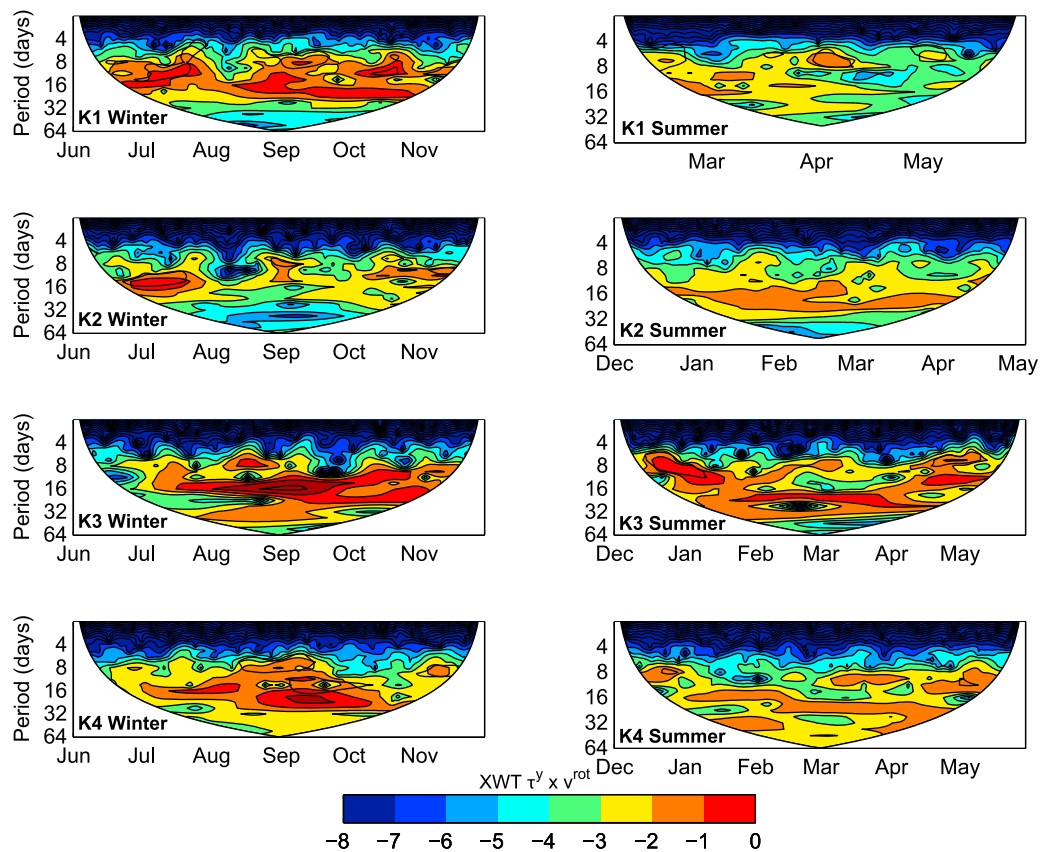 Period (days)
4
8
16
32
64
K1 Winter
Jun Jul Aug Sep Oct Nov
4
8
16
32
64
K1 Summer
Mar Apr May
Period (days)
4
8
16
32
64
K2 Winter
Jun Jul Aug Sep Oct Nov
4
8
16
32
64
K2 Summer
Dec Jan Feb Mar Apr May
Period (days)
4
8
16
32
64
K3 Winter
Jun Jul Aug Sep Oct Nov
4
8
16
32
64
K3 Summer
Dec Jan Feb Mar Apr May
Period (days)
4
8
16
32
64
K4 Winter
Jun Jul Aug Sep Oct Nov
4
8
16
32
64
K4 Summer
Dec Jan Feb Mar Apr May
XWT τ^y x v^rot
−8 −7 −6 −5 −4 −3 −2 −1 0